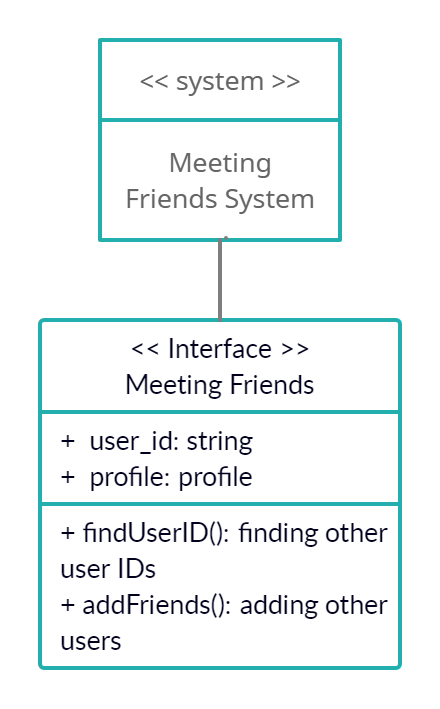 << system >>
Meeting
Friends System
<< Interface >>
Meeting Friends
+ user_id: string
+ profile: profile
+ findUserID(): finding other
user IDs
+ addFriends(): adding other
users